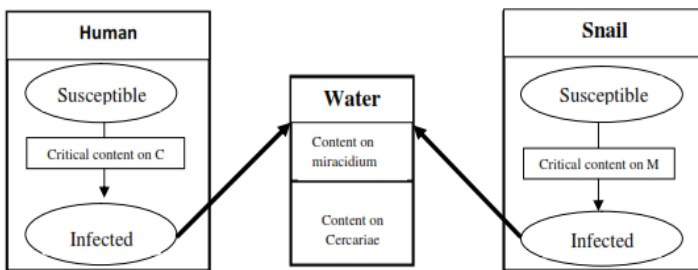 Human
Susceptible
Critical content on C
Infected
Water
Content on
miracidium
Content on
Cercariae
Snail
Susceptible
Critical content on M
Infected